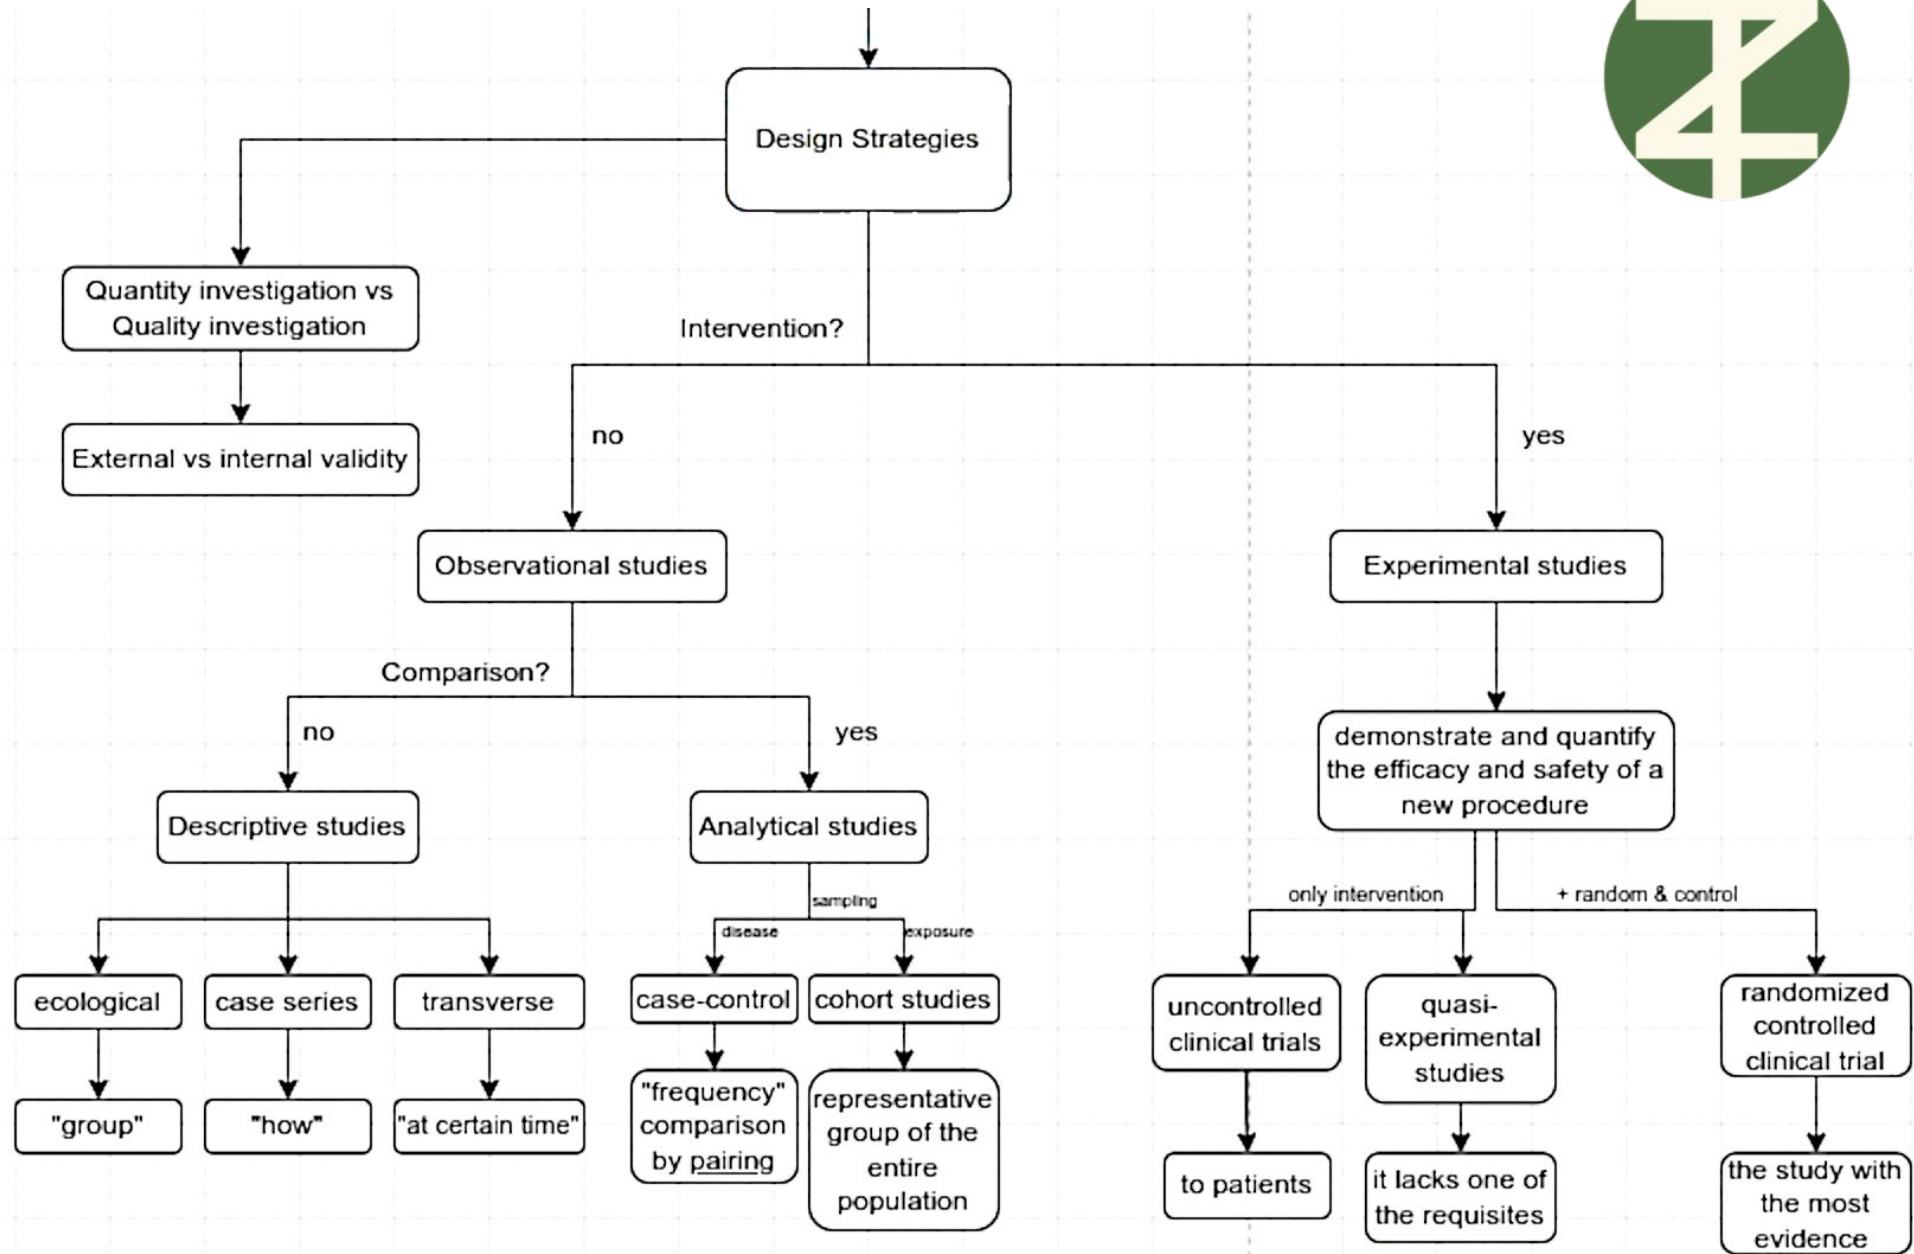 Design Strategies
Quantity investigation vs
Quality investigation
External vs internal validity
Intervention?
no
yes
Observational studies
Experimental studies
Comparison?
no
yes
Descriptive studies
Analytical studies
demonstrate and quantify
the efficacy and safety of a
new procedure
sampling
disease
exposure
only intervention
+ random & control
ecological
case series
transverse
case-control
cohort studies
uncontrolled
clinical trials
quasi-
experimental
studies
randomized
controlled
clinical trial
"group"
"how"
"at certain time"
"frequency"
comparison
by pairing
representative
group of the
entire
population
to patients
it lacks one of
the requisites
the study with
the most
evidence